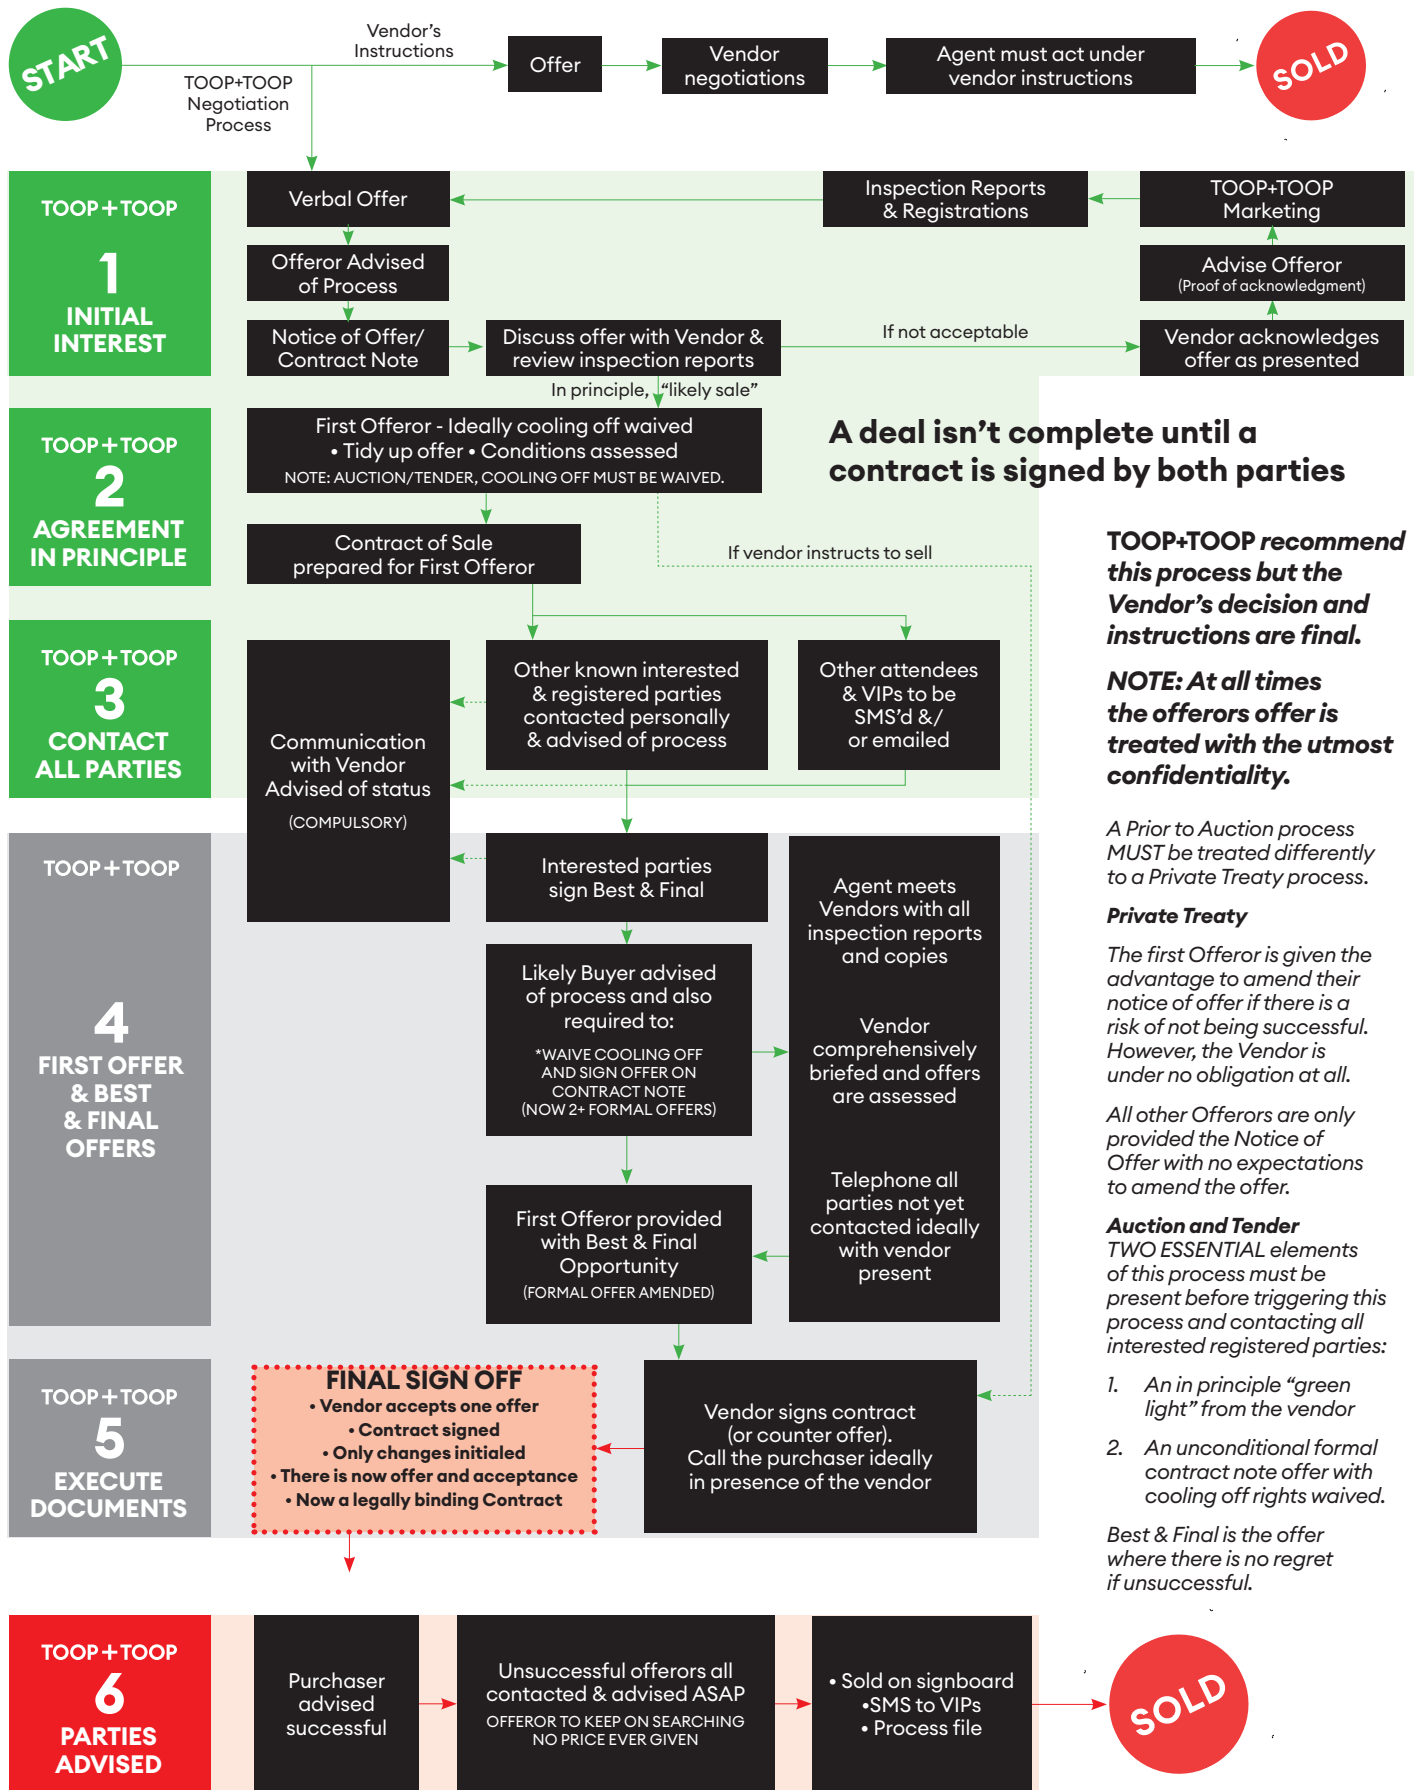 START
Vendor's
Instructions
TOOP+TOOP
Negotiation
Process
Offer
Vendor
negotiations
Agent must act under
vendor instructions
SOLD
TOOP+TOOP
1
INITIAL
INTEREST
Verbal Offer
Inspection Reports
& Registrations
TOOP+TOOP
Marketing
Offeror Advised
of Process
Advise Offeror
(Proof of acknowledgment)
Notice of Offer/
Contract Note
Discuss offer with Vendor &
review inspection reports
If not acceptable
Vendor acknowledges
offer as presented
In principle, "likely sale"
TOOP+TOOP
2
AGREEMENT
IN PRINCIPLE
First Offeror - Ideally cooling off waived
• Tidy up offer • Conditions assessed
NOTE: AUCTION/TENDER, COOLING OFF MUST BE WAIVED.
Contract of Sale
prepared for First Offeror
If vendor instructs to sell
A deal isn't complete until a
contract is signed by both parties
TOOP+TOOP recommend
this process but the
Vendor's decision and
instructions are final.
NOTE: At all times
the offerors offer is
treated with the utmost
confidentiality.
A Prior to Auction process
MUST be treated differently
to a Private Treaty process.
Private Treaty
The first Offeror is given the
advantage to amend their
notice of offer if there is a
risk of not being successful.
However, the Vendor is
under no obligation at all.
All other Offerors are only
provided the Notice of
Offer with no expectations
to amend the offer.
Auction and Tender
TWO ESSENTIAL elements
of this process must be
present before triggering this
process and contacting all
interested registered parties:
1. An in principle "green
light" from the vendor
2. An unconditional formal
contract note offer with
cooling off rights waived.
Best & Final is the offer
where there is no regret
if unsuccessful.
TOOP+TOOP
3
CONTACT
ALL PARTIES
Communication
with Vendor
Advised of status
(COMPULSORY)
Other known interested
& registered parties
contacted personally
& advised of process
Other attendees
& VIPs to be
SMS'd &/
or emailed
TOOP+TOOP
4
FIRST OFFER
& BEST
& FINAL
OFFERS
Interested parties
sign Best & Final
Likely Buyer advised
of process and also
required to:
*WAIVE COOLING OFF
AND SIGN OFFER ON
CONTRACT NOTE
(NOW 2+ FORMAL OFFERS)
Agent meets
Vendors with all
inspection reports
and copies
Vendor
comprehensively
briefed and offers
are assessed
Telephone all
parties not yet
contacted ideally
with vendor
present
First Offeror provided
with Best & Final
Opportunity
(FORMAL OFFER AMENDED)
TOOP+TOOP
5
EXECUTE
DOCUMENTS
FINAL SIGN OFF
• Vendor accepts one offer
• Contract signed
• Only changes initialed
• There is now offer and acceptance
• Now a legally binding Contract
Vendor signs contract
(or counter offer).
Call the purchaser ideally
in presence of the vendor
TOOP+TOOP
6
PARTIES
ADVISED
Purchaser
advised
successful
Unsuccessful offerors all
contacted & advised ASAP
OFFEROR TO KEEP ON SEARCHING
NO PRICE EVER GIVEN
• Sold on signboard
•SMS to VIPs
• Process file
SOLD